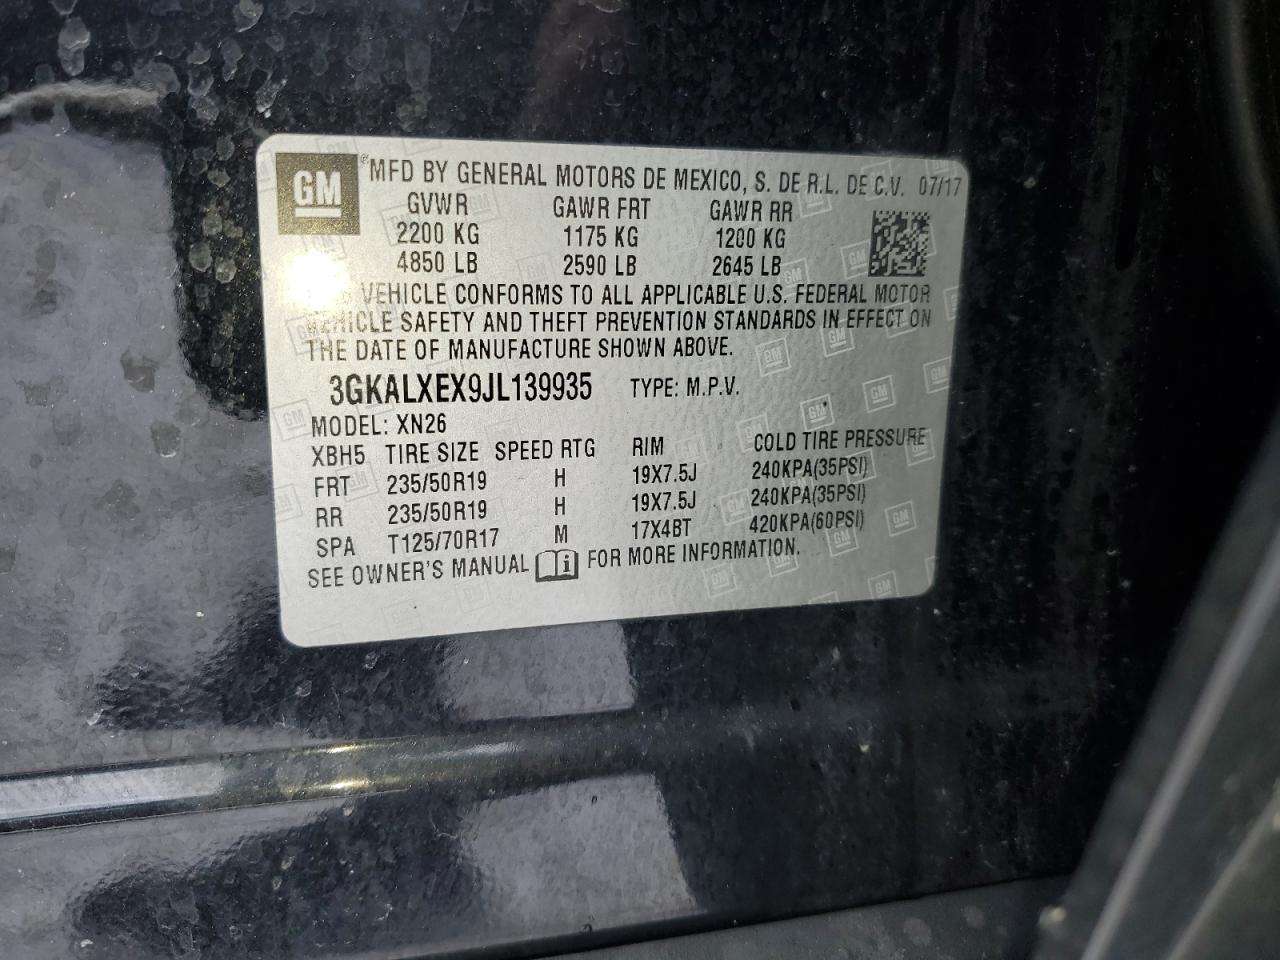 GM ® MFD BY GENERAL MOTORS DE MEXICO, S. DE R.L. DE C.V. 07/17
GVWR GAWR FRT GAWR RR
2200 KG 1175 KG 1200 KG
4850 LB 2590 LB 2645 LB
VEHICLE CONFORMS TO ALL APPLICABLE U.S. FEDERAL MOTOR
VEHICLE SAFETY AND THEFT PREVENTION STANDARDS IN EFFECT ON
THE DATE OF MANUFACTURE SHOWN ABOVE.
3GKALXEX9JL139935 TYPE: M.P.V.
MODEL: XN26
XBH5 TIRE SIZE SPEED RTG RIM COLD TIRE PRESSURE
FRT 235/50R19 H 19X7.5J 240KPA(35PSI)
RR 235/50R19 H 19X7.5J 240KPA(35PSI)
SPA T125/70R17 M 17X4BT 420KPA(60PSI)
SEE OWNER'S MANUAL i FOR MORE INFORMATION.